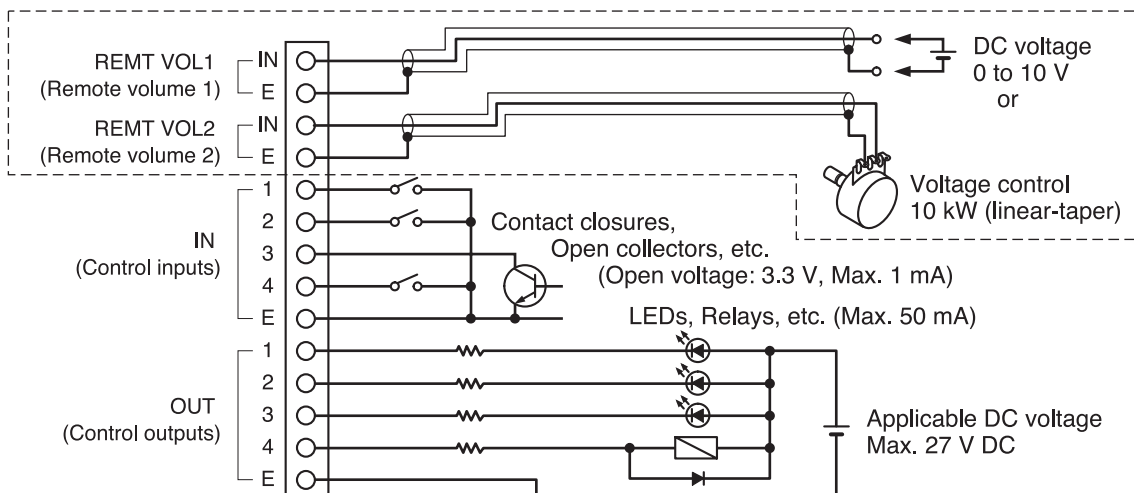 REMT VOL1
(Remote volume 1)
IN
E
REMT VOL2
(Remote volume 2)
IN
E
DC voltage
0 to 10 V
or
Voltage control
10 kW (linear-taper)
IN
(Control inputs)
1
2
3
4
E
Contact closures,
Open collectors, etc.
(Open voltage: 3.3 V, Max. 1 mA)
LEDs, Relays, etc. (Max. 50 mA)
OUT
(Control outputs)
1
2
3
4
E
Applicable DC voltage
Max. 27 V DC